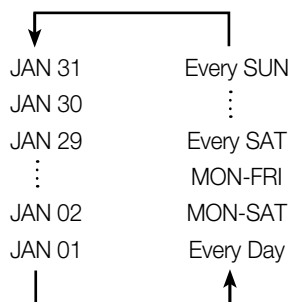 JAN 31
JAN 30
JAN 29
JAN 02
JAN 01
Every SUN
Every SAT
MON-FRI
MON-SAT
Every Day